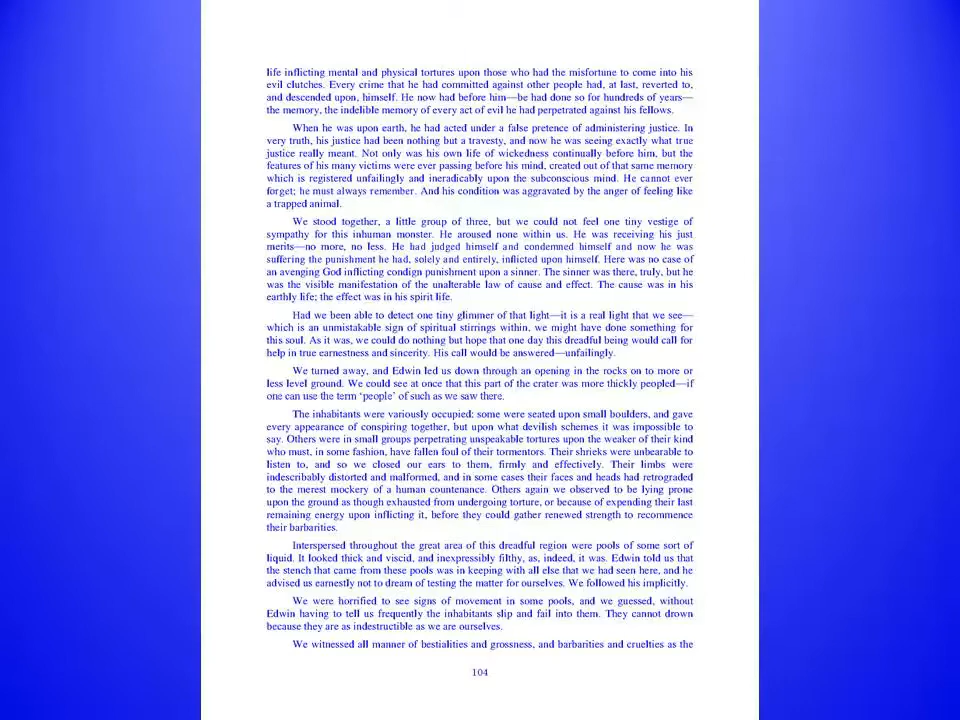 life inflicting mental and physical tortures upon those who had the misfortune to come into his
evil clutches. Every crime that he had committed against other people had, at last, reverted to,
and descended upon, himself. He now had before him—be had done so for hundreds of years—
the memory, the indelible memory of every act of evil he had perpetrated against his fellows.
When he was upon earth, he had acted under a false pretence of administering justice. In
very truth, his justice had been nothing but a travesty, and now he was seeing exactly what true
justice really meant. Not only was his own life of wickedness continually before him, but the
features of his many victims were ever passing before his mind, created out of that same memory
which is registered unfailingly and ineradicably upon the subconscious mind. He cannot ever
forget; he must always remember. And his condition was aggravated by the anger of feeling like
a trapped animal.
We stood together, a little group of three, but we could not feel one tiny vestige of
sympathy for this inhuman monster. He aroused none within us. He was receiving his just
merits—no more, no less. He had judged himself and condemned himself and now he was
suffering the punishment he had, solely and entirely, inflicted upon himself. Here was no case of
an avenging God inflicting condign punishment upon a sinner. The sinner was there, truly, but he
was the visible manifestation of the unalterable law of cause and effect. The cause was in his
earthly life; the effect was in his spirit life.
Had we been able to detect one tiny glimmer of that light—it is a real light that we see—
which is an unmistakable sign of spiritual stirrings within, we might have done something for
this soul. As it was, we could do nothing but hope that one day this dreadful being would call for
help in true earnestness and sincerity. His call would be answered—unfailingly.
We turned away, and Edwin led us down through an opening in the rocks on to more or
less level ground. We could see at once that this part of the crater was more thickly peopled—if
one can use the term ‘people’ of such as we saw there.
The inhabitants were variously occupied: some were seated upon small boulders, and gave
every appearance of conspiring together, but upon what devilish schemes it was impossible to
say. Others were in small groups perpetrating unspeakable tortures upon the weaker of their kind
who must, in some fashion, have fallen foul of their tormentors. Their shrieks were unbearable to
listen to, and so we closed our ears to them, firmly and effectively. Their limbs were
indescribably distorted and malformed, and in some cases their faces and heads had retrograded
to the merest mockery of a human countenance. Others again we observed to be lying prone
upon the ground as though exhausted from undergoing torture, or because of expending their last
remaining energy upon inflicting it, before they could gather renewed strength to recommence
their barbarities.
Interspersed throughout the great area of this dreadful region were pools of some sort of
liquid. It looked thick and viscid, and inexpressibly filthy, as, indeed, it was. Edwin told us that
the stench that came from these pools was in keeping with all else that we had seen here, and he
advised us earnestly not to dream of testing the matter for ourselves. We followed his implicitly.
We were horrified to see signs of movement in some pools, and we guessed, without
Edwin having to tell us frequently the inhabitants slip and fail into them. They cannot drown
because they are as indestructible as we are ourselves.
We witnessed all manner of bestialities and grossness, and barbarities and cruelties as the
104